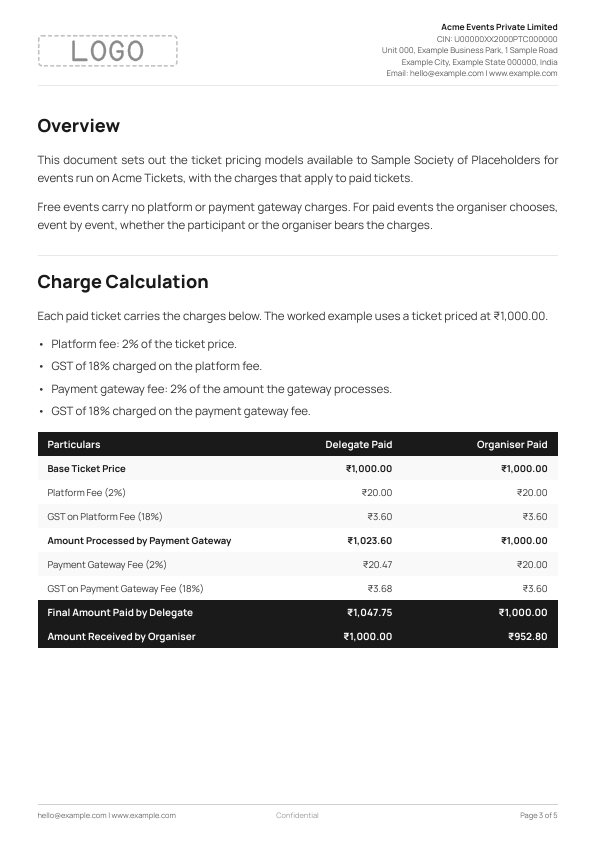 LOGO
Acme Events Private Limited
CIN: U00000XX2000PTC000000
Unit 000, Example Business Park, 1 Sample Road
Example City, Example State 000000, India
Email: hello@example.com | www.example.com
Overview
This document sets out the ticket pricing models available to Sample Society of Placeholders for
events run on Acme Tickets, with the charges that apply to paid tickets.
Free events carry no platform or payment gateway charges. For paid events the organiser chooses,
event by event, whether the participant or the organiser bears the charges.
Charge Calculation
Each paid ticket carries the charges below. The worked example uses a ticket priced at ₹1,000.00.
• Platform fee: 2% of the ticket price.
• GST of 18% charged on the platform fee.
• Payment gateway fee: 2% of the amount the gateway processes.
• GST of 18% charged on the payment gateway fee.
Particulars Delegate Paid Organiser Paid
Base Ticket Price ₹1,000.00 ₹1,000.00
Platform Fee (2%) ₹20.00 ₹20.00
GST on Platform Fee (18%) ₹3.60 ₹3.60
Amount Processed by Payment Gateway ₹1,023.60 ₹1,000.00
Payment Gateway Fee (2%) ₹20.47 ₹20.00
GST on Payment Gateway Fee (18%) ₹3.68 ₹3.60
Final Amount Paid by Delegate ₹1,047.75 ₹1,000.00
Amount Received by Organiser ₹1,000.00 ₹952.80
hello@example.com | www.example.com Confidential Page 3 of 5